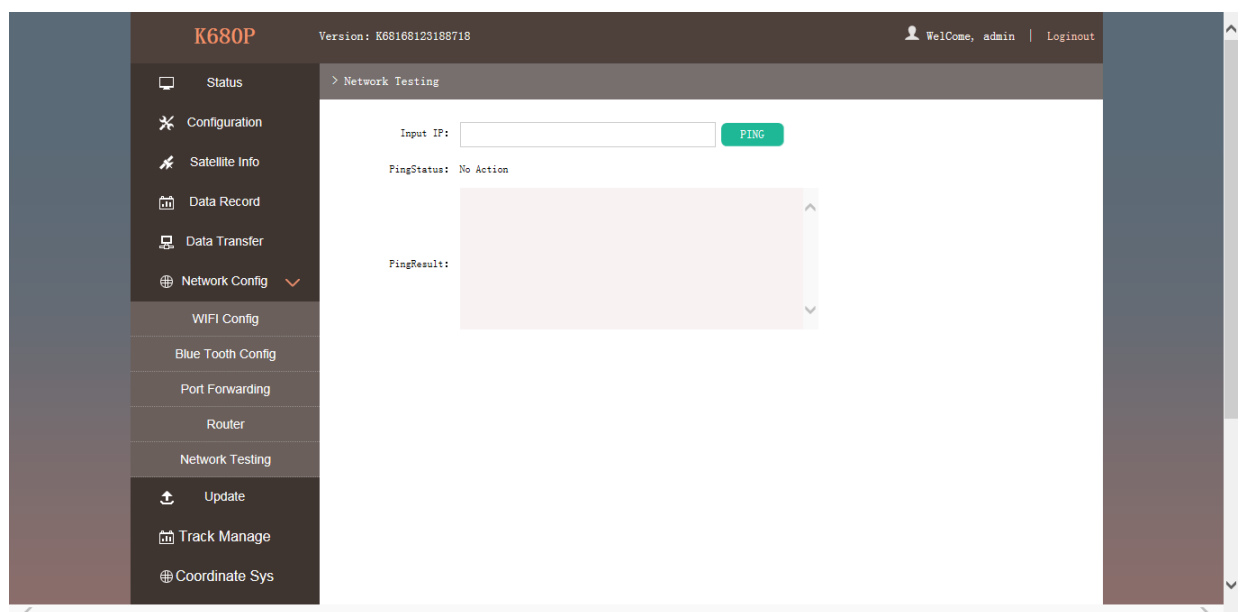 K680P
Version: K68168123188718
WelCome, admin | Loginout
Status
Configuration
Satellite Info
Data Record
Data Transfer
Network Config
WIFI Config
Blue Tooth Config
Port Forwarding
Router
Network Testing
Update
Track Manage
Coordinate Sys
> Network Testing
Input IP:
PING
PingStatus: No Action
PingResult: